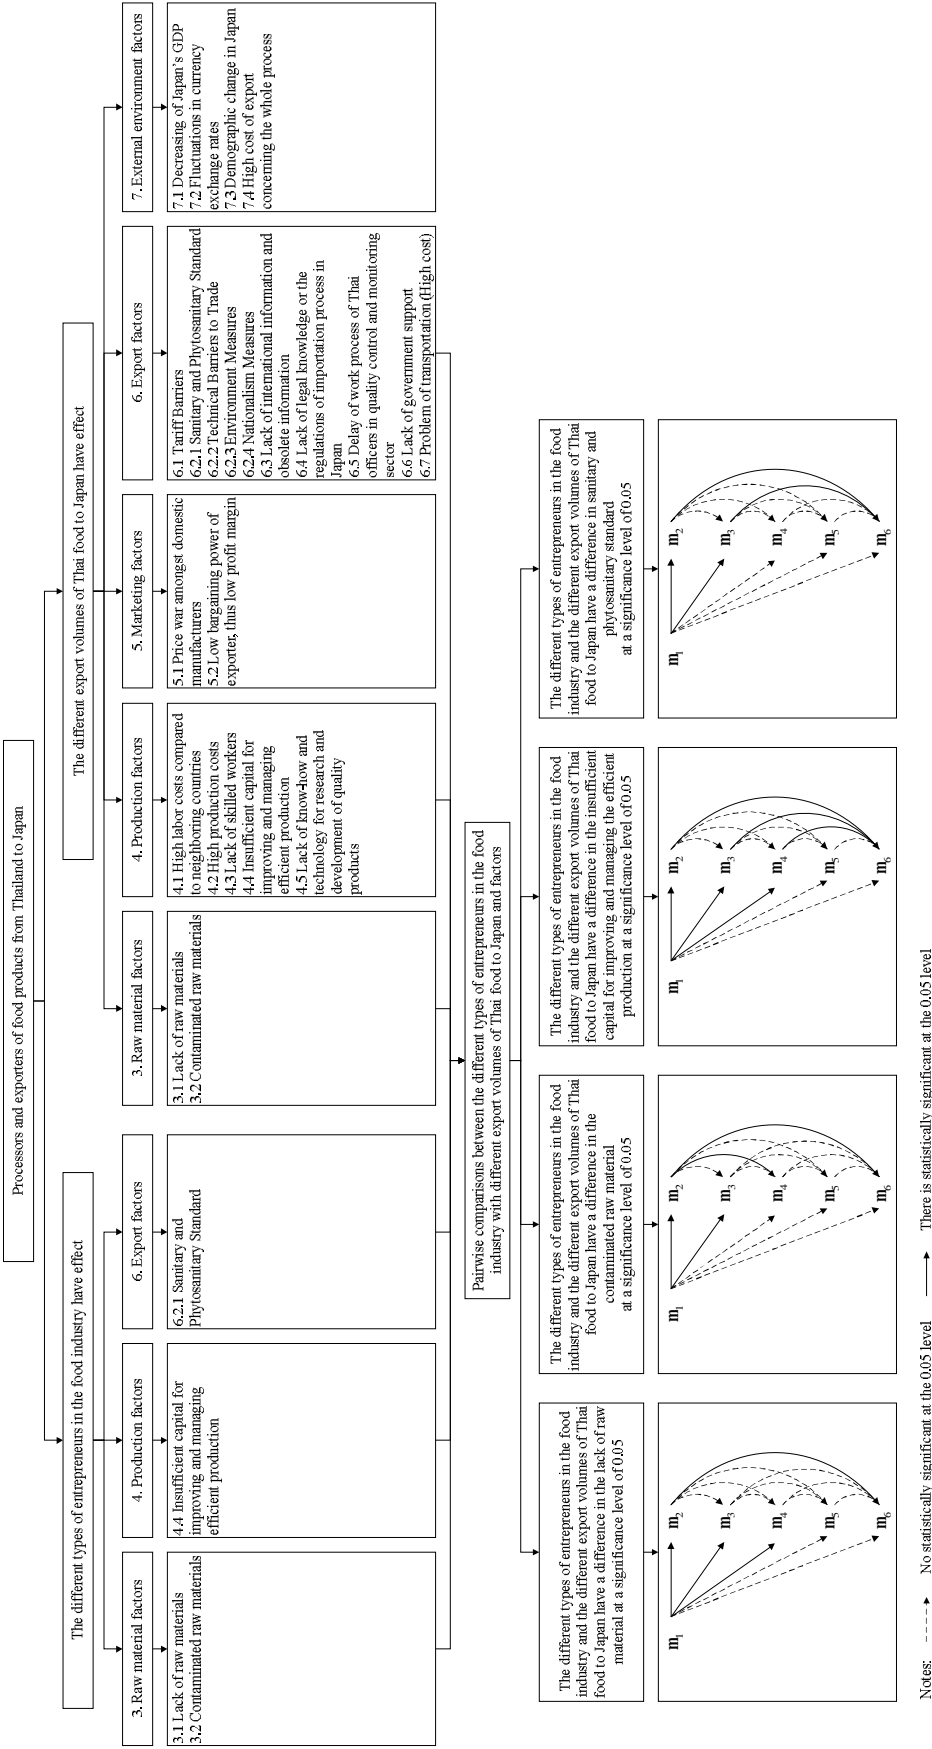 Processors and exporters of food products from Thailand to Japan
The different types of entrepreneurs in the food industry have effect
The different export volumes of Thai food to Japan have effect
3. Raw material factors
4. Production factors
6. Export factors
3. Raw material factors
4. Production factors
5. Marketing factors
6. Export factors
7. External environment factors
3.1 Lack of raw materials
3.2 Contaminated raw materials
4.4 Insufficient capital for
improving and managing
efficient production
6.2.1 Sanitary and
Phytosanitary Standard
3.1 Lack of raw materials
3.2 Contaminated raw materials
4.1 High labor costs compared
to neighboring countries
4.2 High production costs
4.3 Lack of skilled workers
4.4 Insufficient capital for
improving and managing
efficient production
4.5 Lack of know-how and
technology for research and
development of quality
products
5.1 Price war amongst domestic
manufacturers
5.2 Low bargaining power of
exporter, thus low profit margin
6.1 Tariff Barriers
6.2.1 Sanitary and Phytosanitary Standard
6.2.2 Technical Barriers to Trade
6.2.3 Environment Measures
6.2.4 Nationalism Measures
6.3 Lack of international information and
obsolete information
6.4 Lack of legal knowledge or the
regulations of importation process in
Japan
6.5 Delay of work process of Thai
officers in quality control and monitoring
sector
6.6 Lack of government support
6.7 Problem of transportation (High cost)
7.1 Decreasing of Japan's GDP
7.2 Fluctuations in currency
exchange rates
7.3 Demographic change in Japan
7.4 High cost of export
concerning the whole process
Pairwise comparisons between the different types of entrepreneurs in the food
industry with different export volumes of Thai food to Japan and factors
The different types of entrepreneurs in the food
industry and the different export volumes of Thai
food to Japan have a difference in the lack of raw
material at a significance level of 0.05
The different types of entrepreneurs in the food
industry and the different export volumes of Thai
food to Japan have a difference in the
contaminated raw material
at a significance level of 0.05
The different types of entrepreneurs in the food
industry and the different export volumes of Thai
food to Japan have a difference in the insufficient
capital for improving and managing the efficient
production at a significance level of 0.05
The different types of entrepreneurs in the food
industry and the different export volumes of Thai
food to Japan have a difference in sanitary and
phytosanitary standard
at a significance level of 0.05
m1
m2
m3
m4
m5
m6
m1
m2
m3
m4
m5
m6
m1
m2
m3
m4
m5
m6
m1
m2
m3
m4
m5
m6
Notes: No statistically significant at the 0.05 level There is statistically significant at the 0.05 level